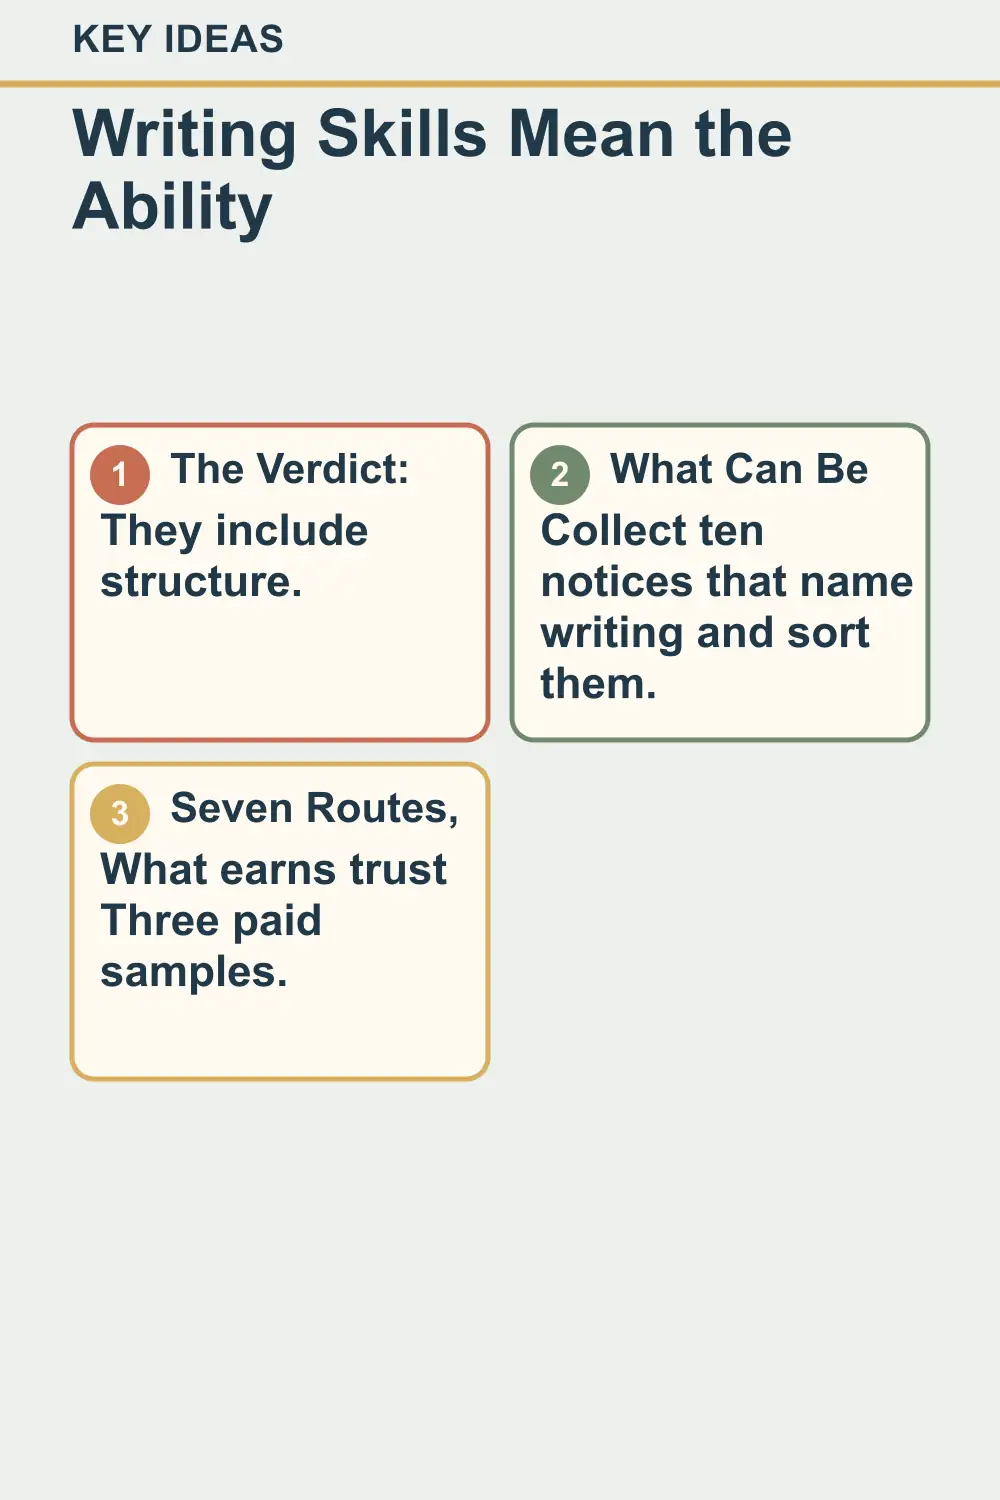 KEY IDEAS
Writing Skills Mean the
Ability
1 The Verdict:
They include
structure.
2 What Can Be
Collect ten
notices that name
writing and sort
them.
3 Seven Routes,
What earns trust
Three paid
samples.